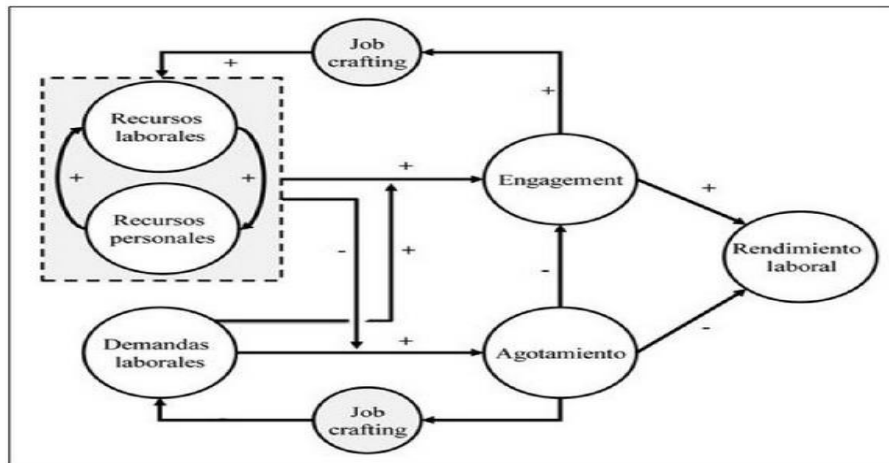 Job
crafting
+
+
Recursos
laborales
+
+
+
Engagement
+
Recursos
personales
-
+
-
Rendimiento
laboral
Demandas
laborales
+
Agotamiento
-
Job
crafting